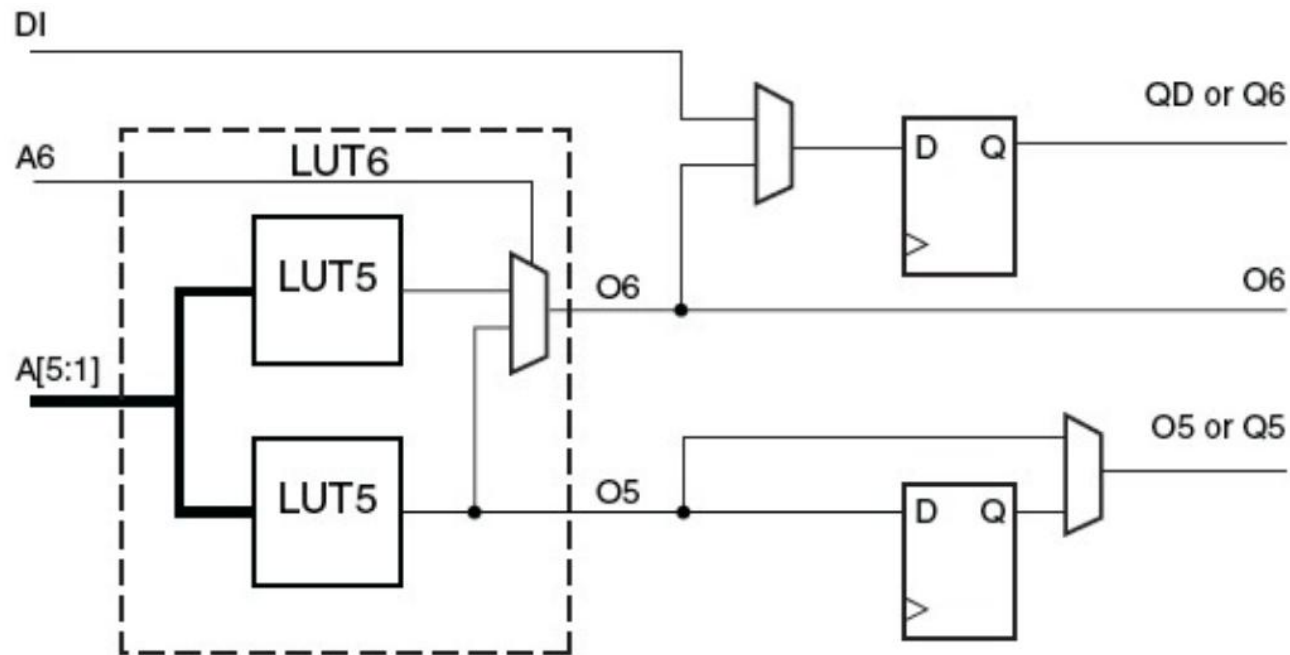 DI
QD or Q6
A6
LUT6
D Q
LUT5
O6
O6
A[5:1]
O5 or Q5
LUT5
O5
D Q